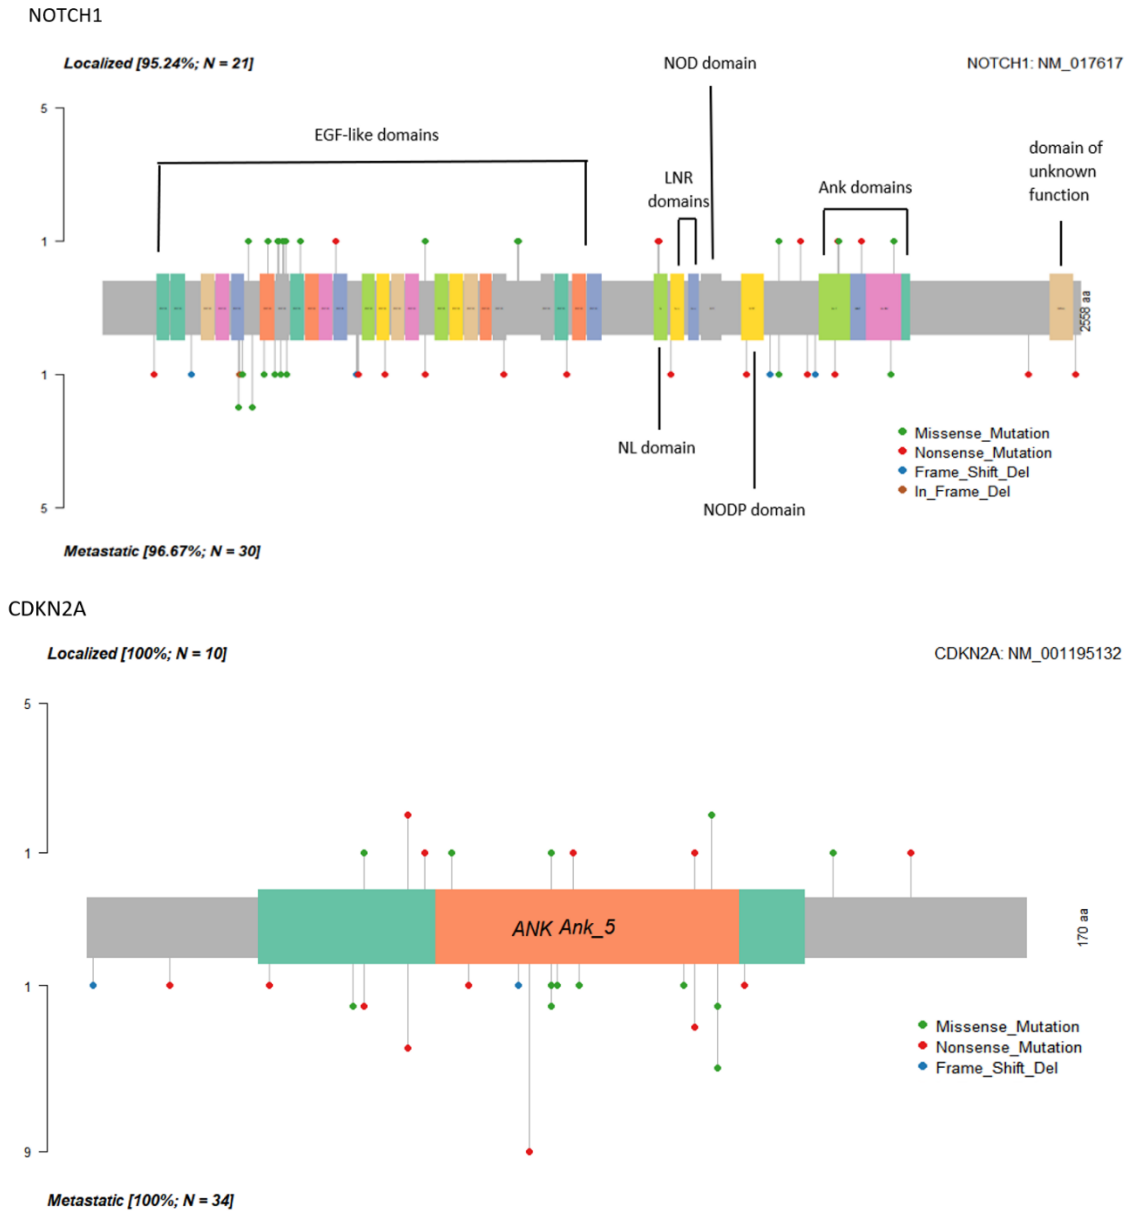 NOTCH1
Localized [95.24%; N = 21]
NOD domain
NOTCH1: NM_017617
5
EGF-like domains
domain of
unknown
function
LNR
domains
Ank domains
1
2558 aa
1
Missense_Mutation
Nonsense_Mutation
Frame_Shift_Del
In_Frame_Del
NL domain
5
NODP domain
Metastatic [96.67%; N = 30]
CDKN2A
Localized [100%; N = 10]
CDKN2A: NM_001195132
5
1
ANK Ank_5
170 aa
1
Missense_Mutation
Nonsense_Mutation
Frame_Shift_Del
9
Metastatic [100%; N = 34]